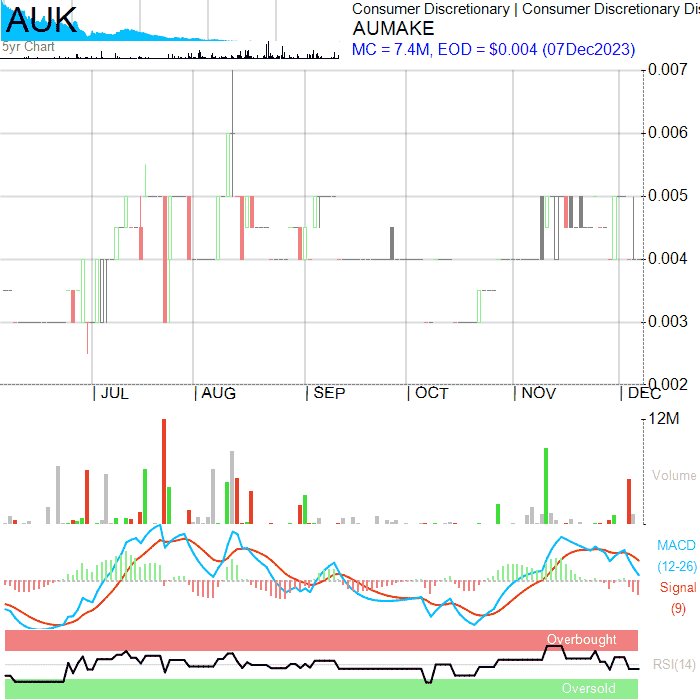 AUK
5yr Chart
Consumer Discretionary | Consumer Discretionary Dis
AUMAKE
MC = 7.4M, EOD = $0.004 (07Dec2023)
0.007
0.006
0.005
0.004
0.003
0.002
JUL
AUG
SEP
OCT
NOV
DEC
12M
Volume
MACD
(12-26)
Signal
(9)
Overbought
RSI(14)
Oversold